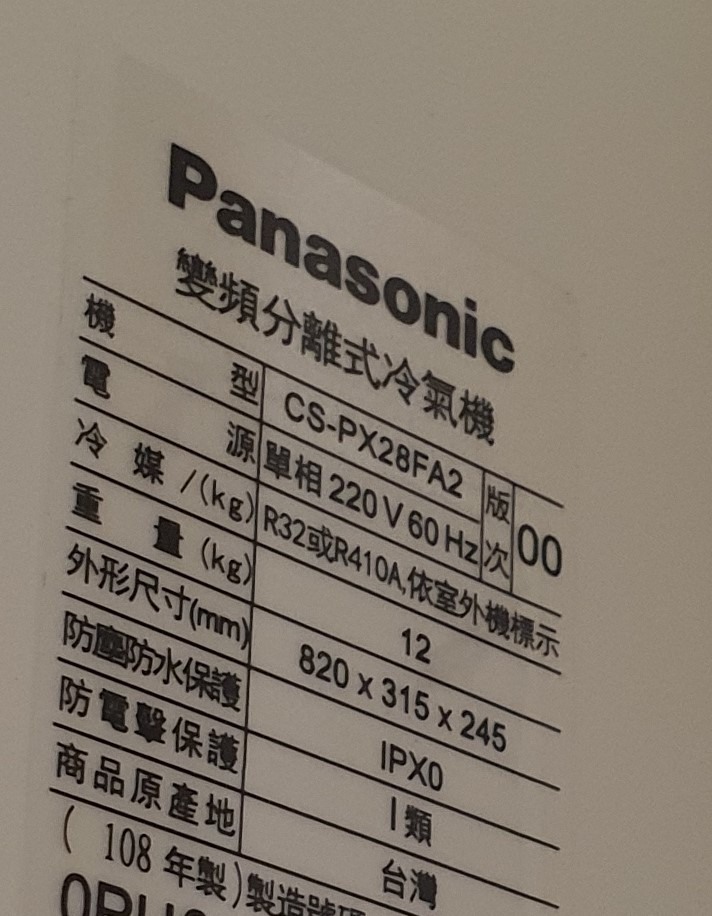 Panasonic
變頻分離式冷氣機
機型 CS-PX28FA2 版次 00
電源 單相 220 V 60 Hz
冷媒/(kg) R32或R410A,依室外機標示
重量(kg) 12
外形尺寸(mm) 820 x 315 x 245
防塵防水保護 IPX0
防電擊保護 I 類
商品原產地 台灣
( 108 年製)製造號碼